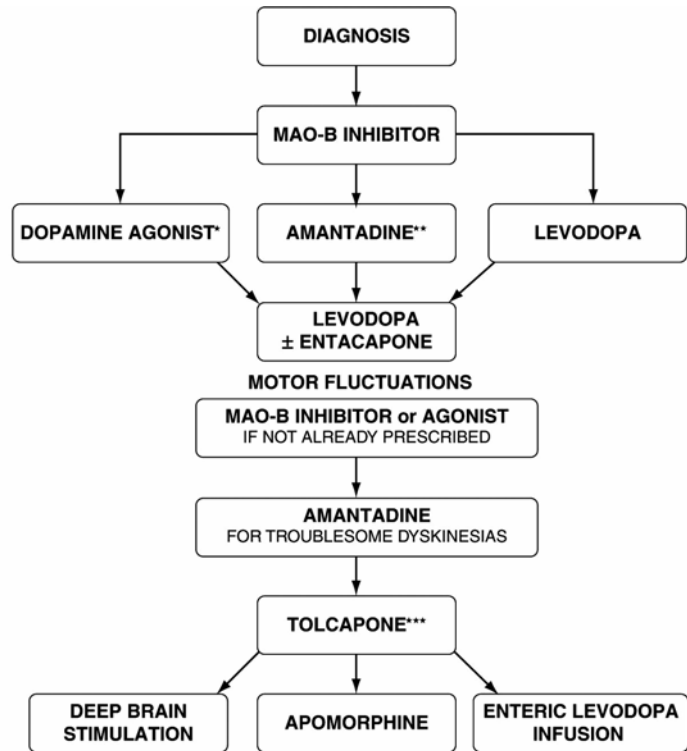 DIAGNOSIS
MAO-B INHIBITOR
DOPAMINE AGONIST*
AMANTADINE**
LEVODOPA
LEVODOPA
± ENTACAPONE
MOTOR FLUCTUATIONS
MAO-B INHIBITOR or AGONIST
IF NOT ALREADY PRESCRIBED
AMANTADINE
FOR TROUBLESOME DYSKINESIAS
TOLCAPONE***
DEEP BRAIN
STIMULATION
APOMORPHINE
ENTERIC LEVODOPA
INFUSION